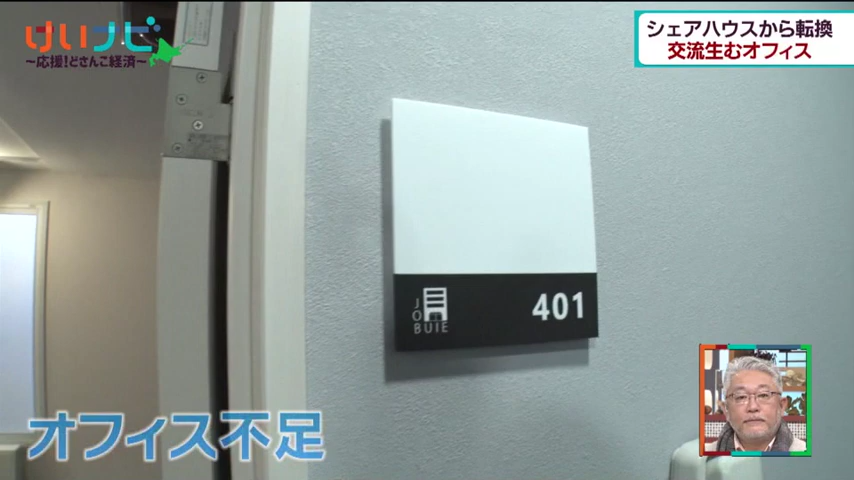 けいナビ
～応援！どさんこ経済～
シェアハウスから転換
交流生むオフィス
401
JO
BUIE
オフィス不足